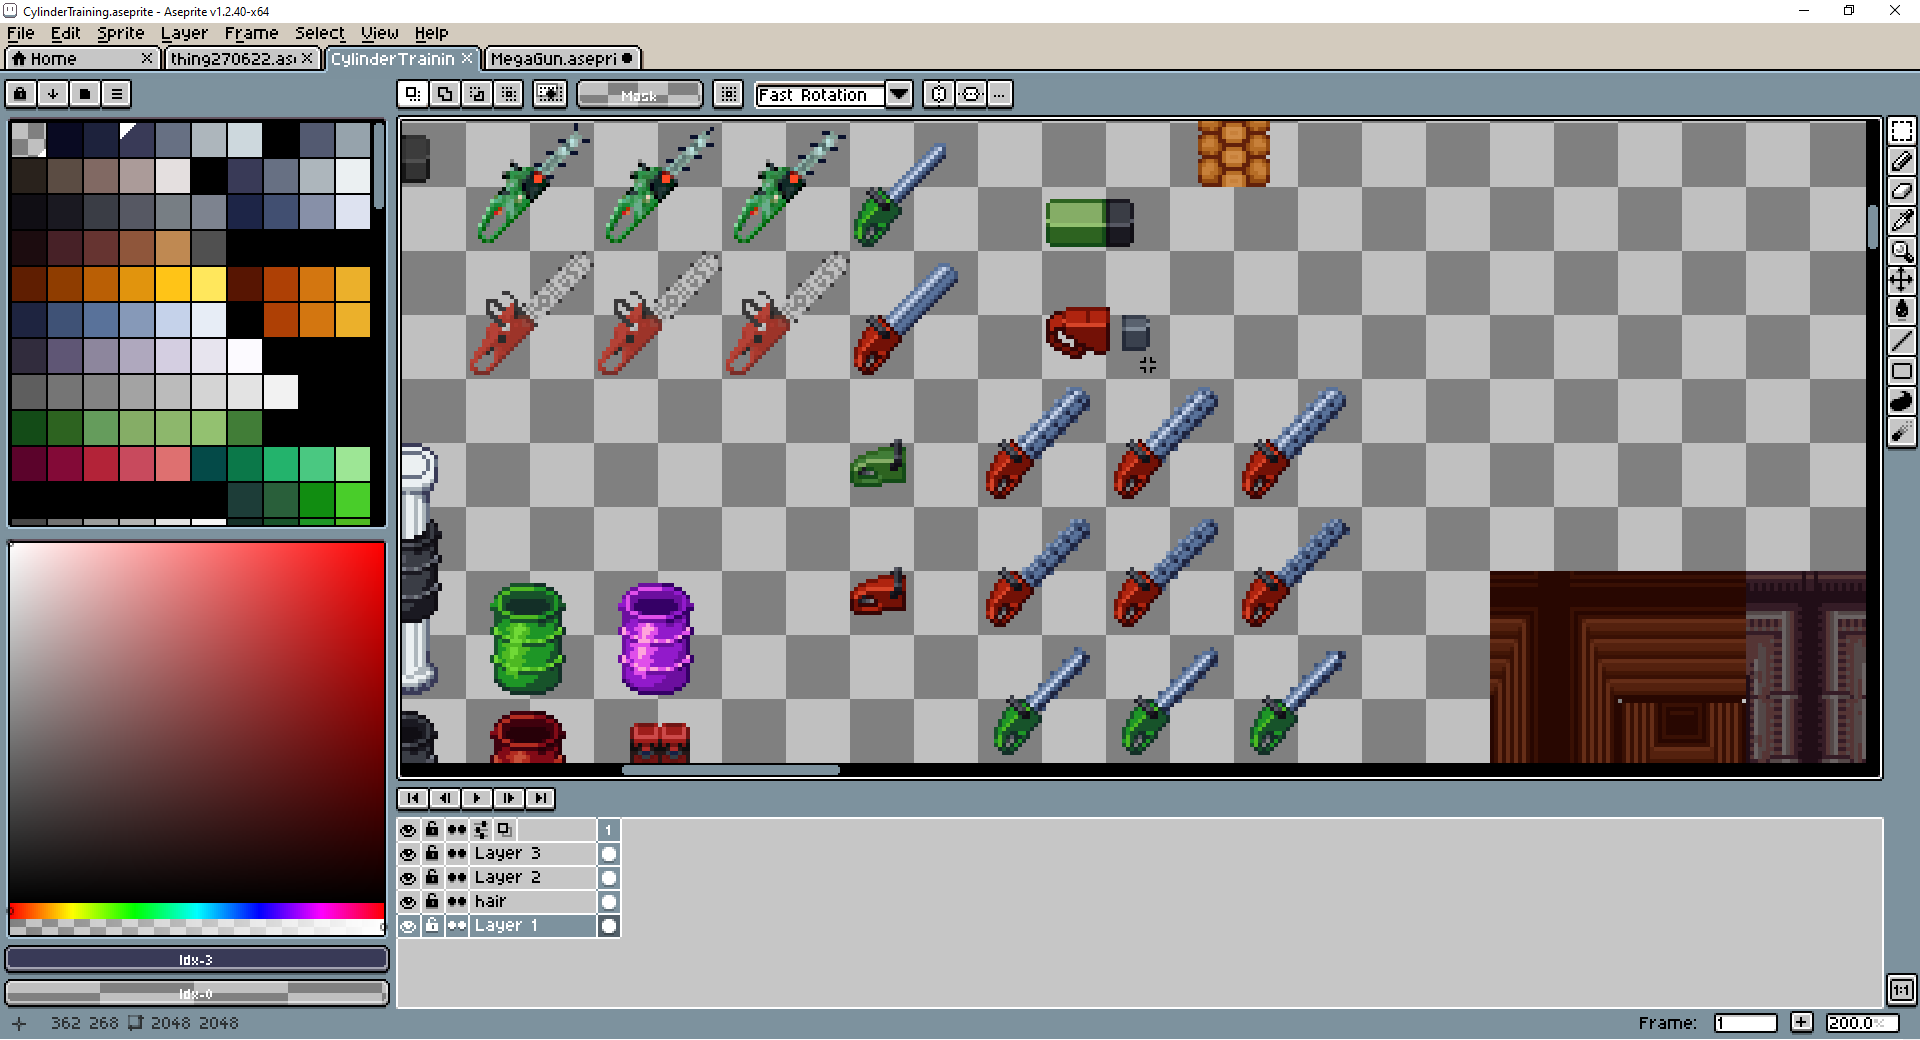 CylinderTraining.aseprite - Aseprite v1.2.40-x64
File Edit Sprite Layer Frame Select View Help
Home
thing270622.as
CylinderTrainin
MegaGun.asepri
Mask
Fast Rotation
1
Layer 3
Layer 2
hair
Layer 1
Idx-3
Idx-0
362 268 2048 2048
Frame: 1
200.0
1:1